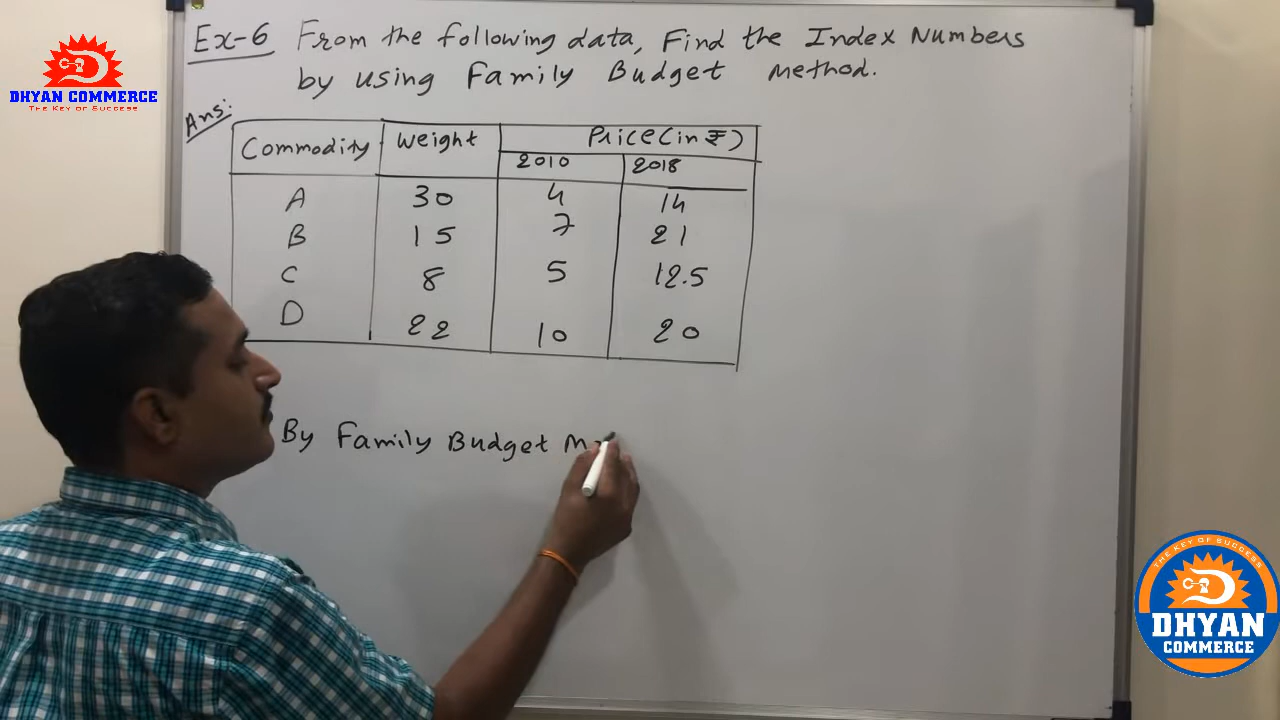 Ex-6 From the following data, Find the Index Numbers
by using Family Budget Method.
Ans:
Commodity Weight Price (in ₹)
2010 2018
A 30 4 14
B 15 7 21
C 8 5 12.5
D 22 10 20
By Family Budget M
DHYAN COMMERCE
The Key of Success
THE KEY OF SUCCESS
DHYAN
COMMERCE